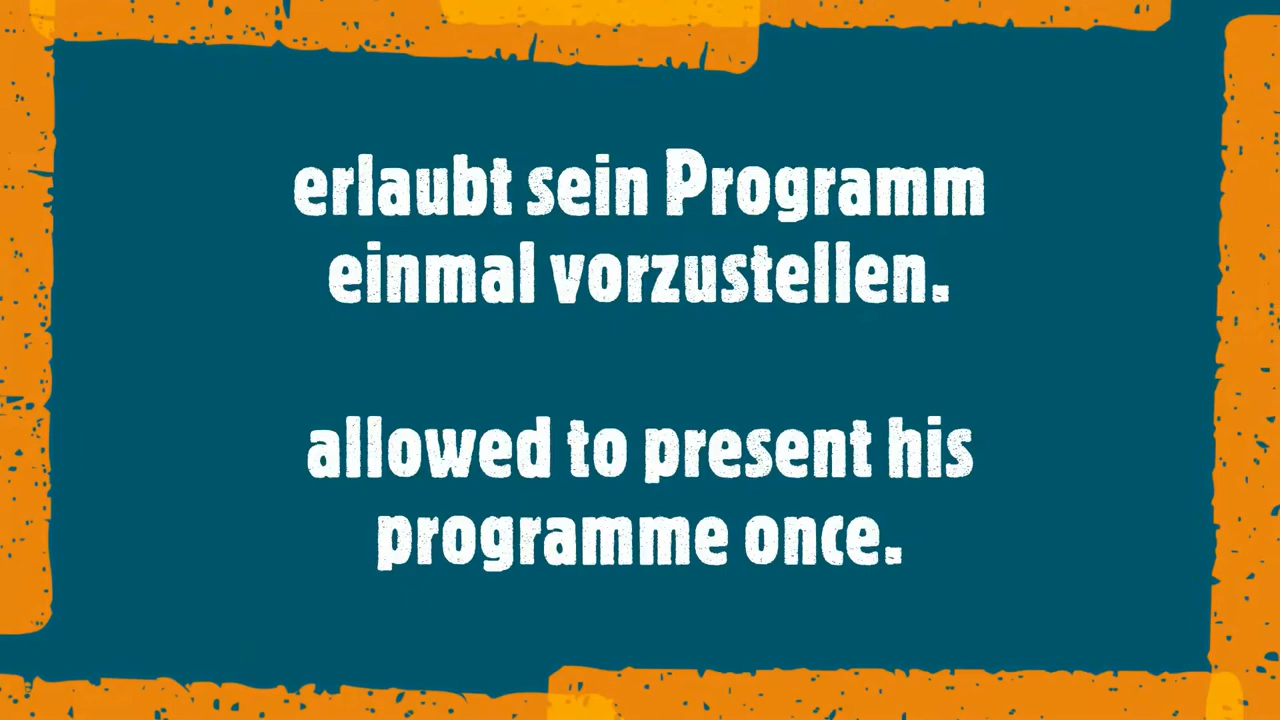 erlaubt sein Programm
einmal vorzustellen.
allowed to present his
programme once.